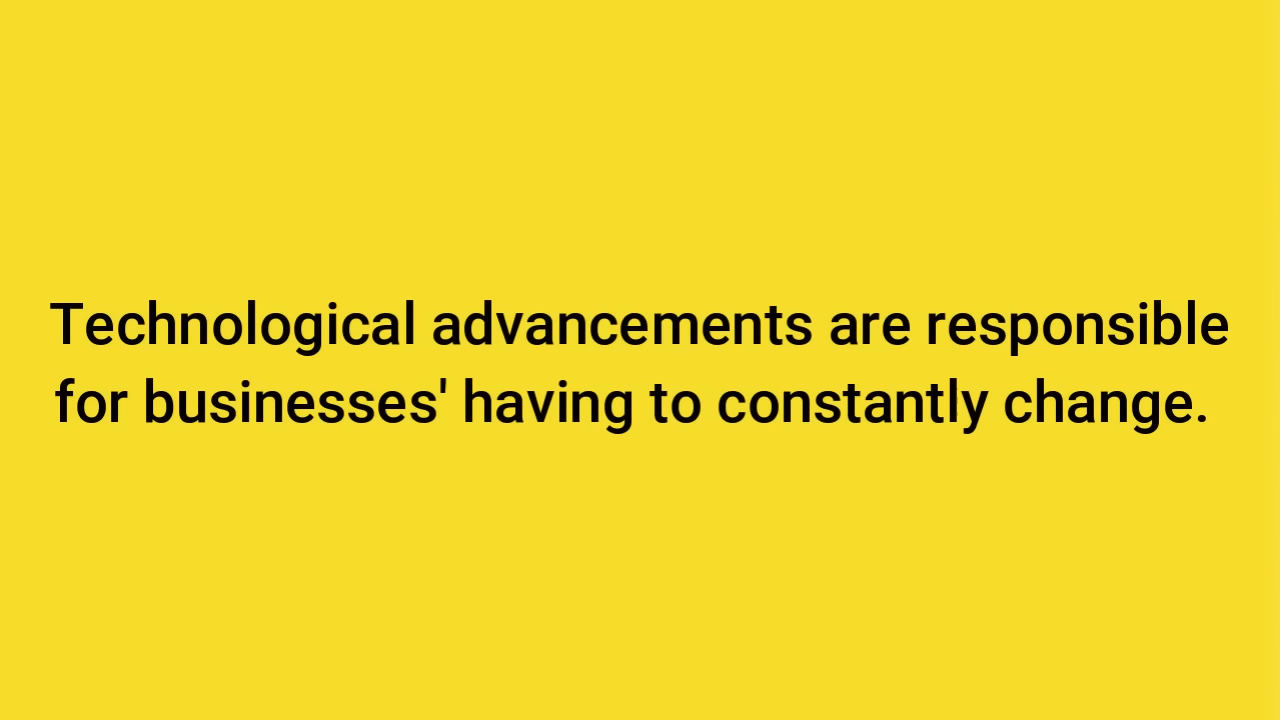 Technological advancements are responsible
for businesses' having to constantly change.